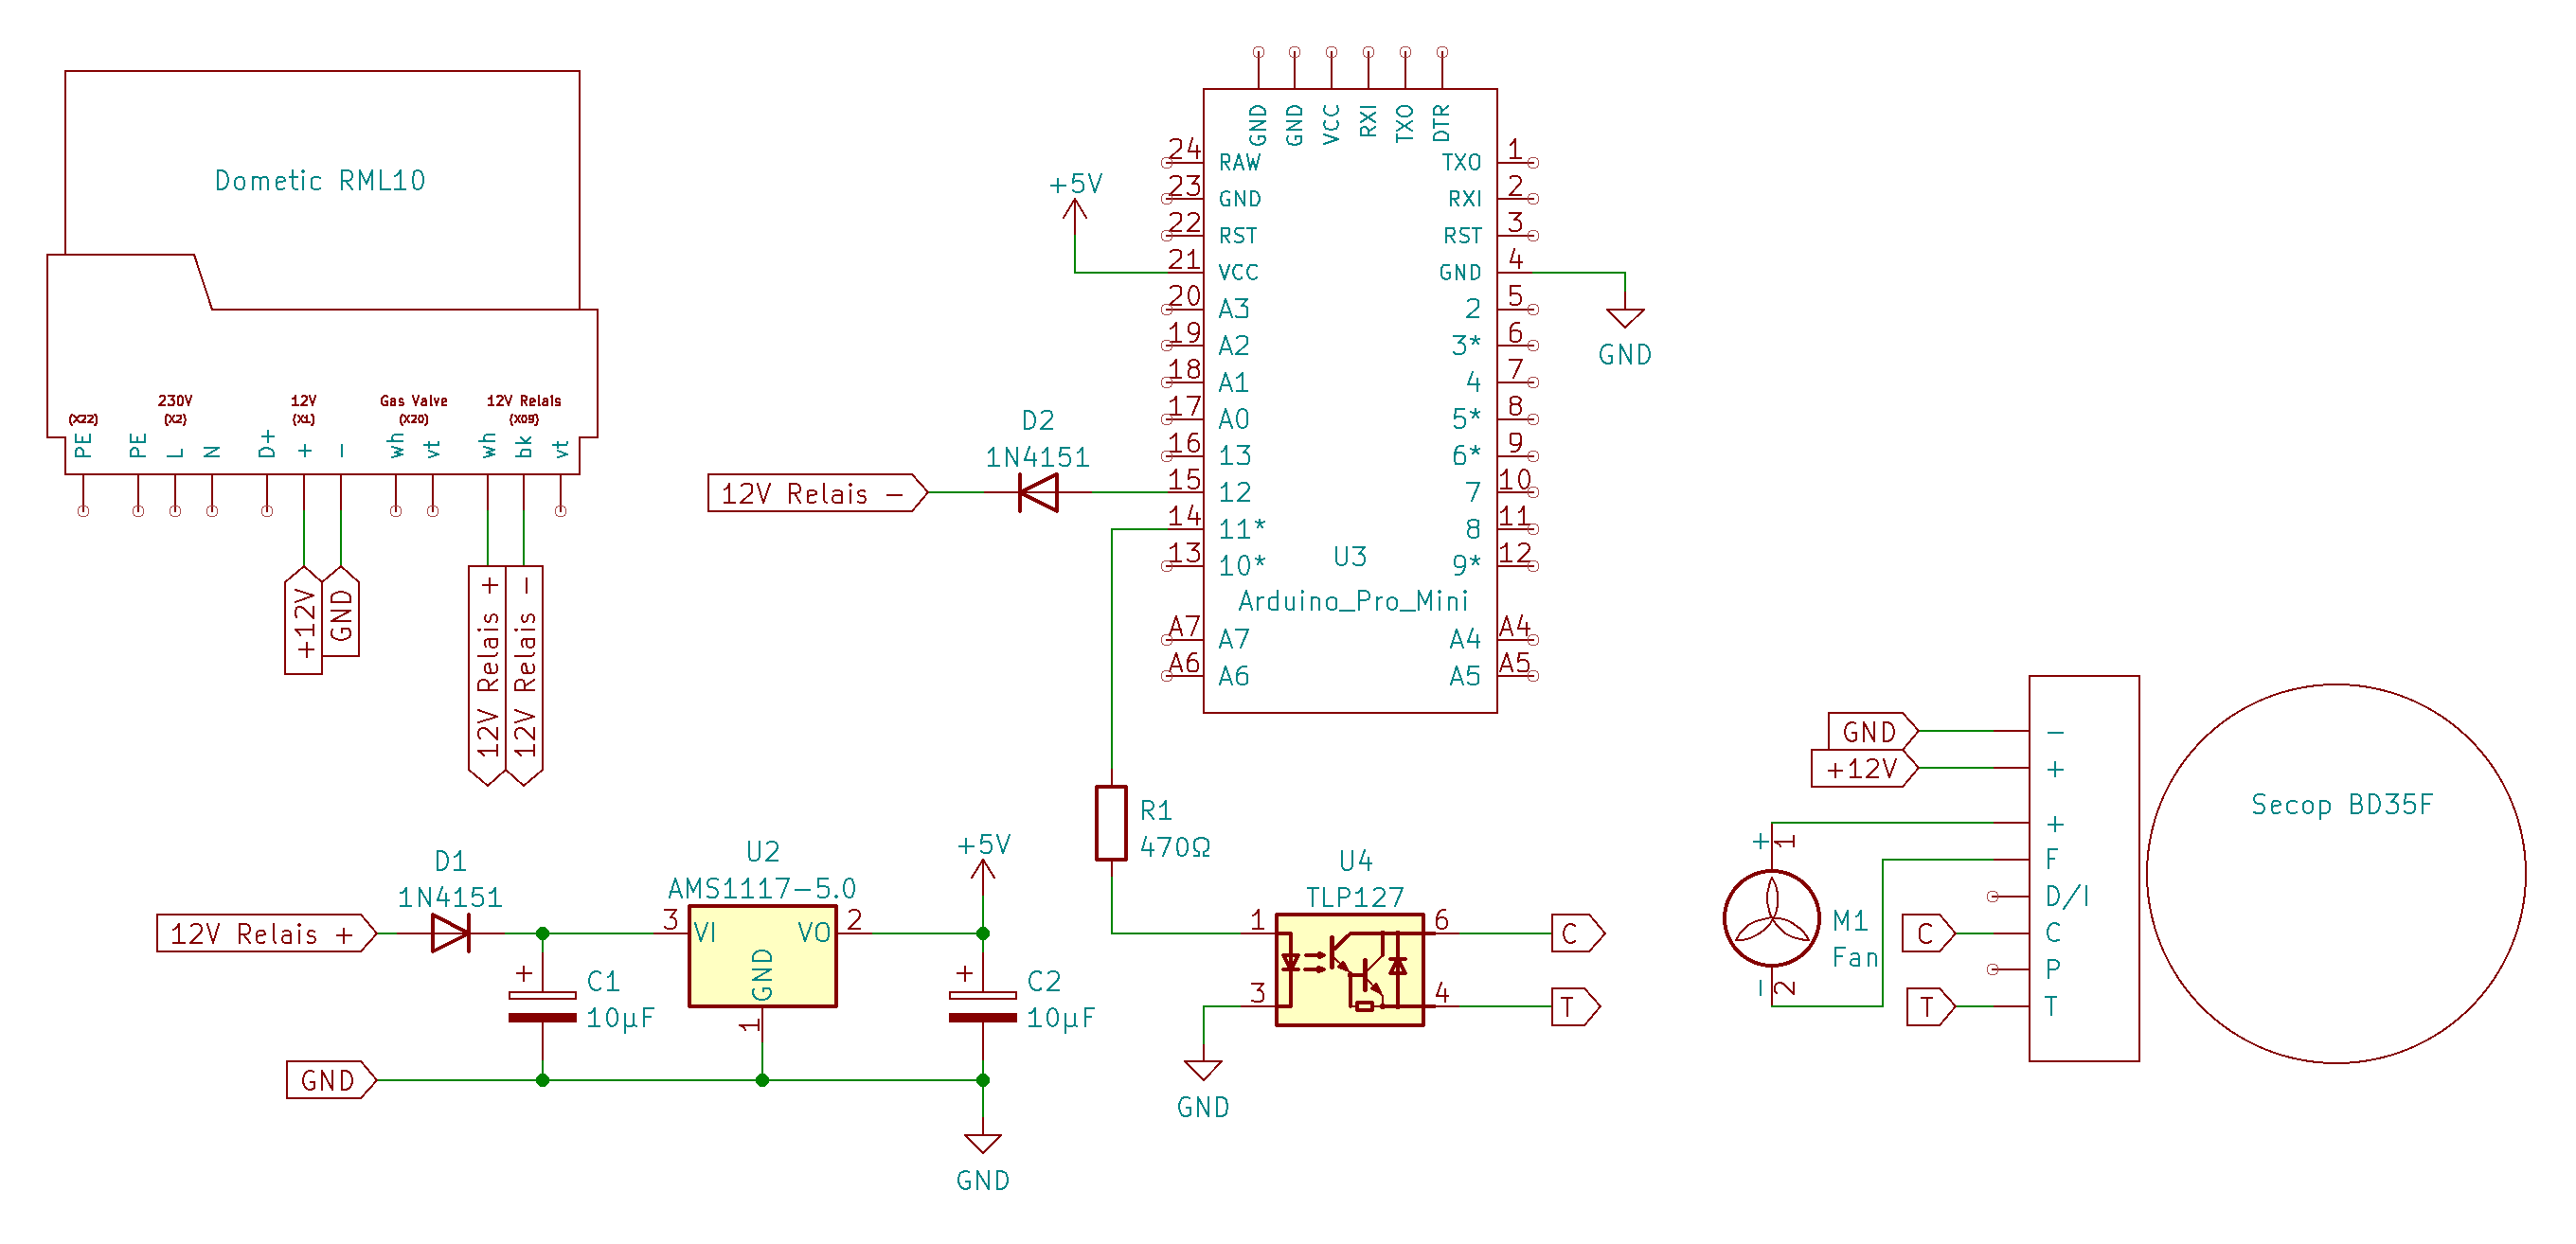 Dometic RML10
230V
12V
Gas Valve
12V Relais
(X22)
(X2)
(X1)
(X20)
(X09)
PE
PE
L
N
D+
+
-
wh
vt
wh
bk
vt
+12V
GND
12V Relais +
12V Relais -
GND
GND
VCC
RXI
TXO
DTR
24
RAW
TXO
1
23
GND
RXI
2
22
RST
RST
3
21
VCC
GND
4
20
A3
2
5
19
A2
3*
6
18
A1
4
7
17
A0
5*
8
16
13
6*
9
15
12
7
10
14
11*
8
11
13
10*
9*
12
A7
A7
A4
A4
A6
A6
A5
A5
U3
Arduino_Pro_Mini
+5V
GND
D2
1N4151
12V Relais -
R1
470Ω
D1
1N4151
12V Relais +
U2
AMS1117-5.0
3
VI
VO
2
GND
1
+
C1
10µF
+5V
+
C2
10µF
GND
GND
U4
TLP127
1
6
3
4
C
T
GND
GND
+12V
-
+
+
F
D/I
C
P
T
C
T
+
1
M1
Fan
-
2
Secop BD35F